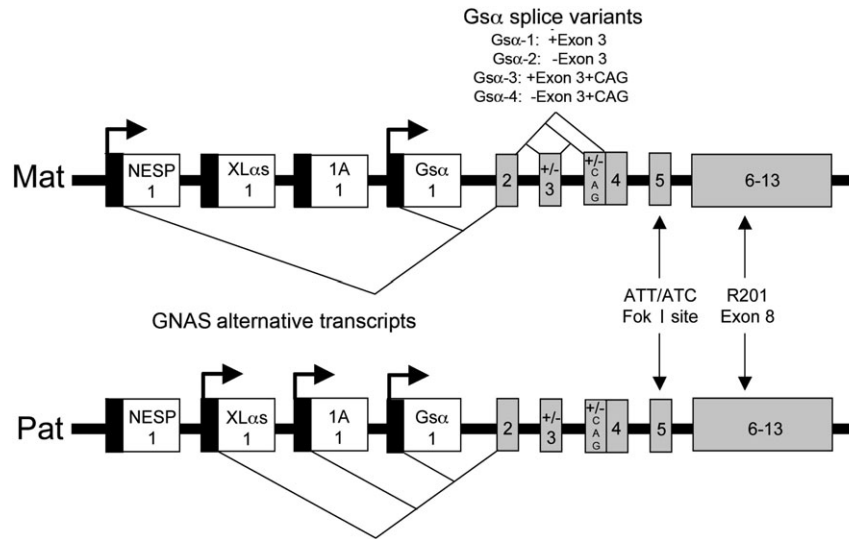 Gsα splice variants
Gsα-1: +Exon 3
Gsα-2: -Exon 3
Gsα-3: +Exon 3+CAG
Gsα-4: -Exon 3+CAG
Mat
NESP
1
XLαs
1
1A
1
Gsα
1
2
+/-
3
+/-
C
A
G
4
5
6-13
ATT/ATC
Fok I site
R201
Exon 8
GNAS alternative transcripts
Pat
NESP
1
XLαs
1
1A
1
Gsα
1
2
+/-
3
+/-
C
A
G
4
5
6-13